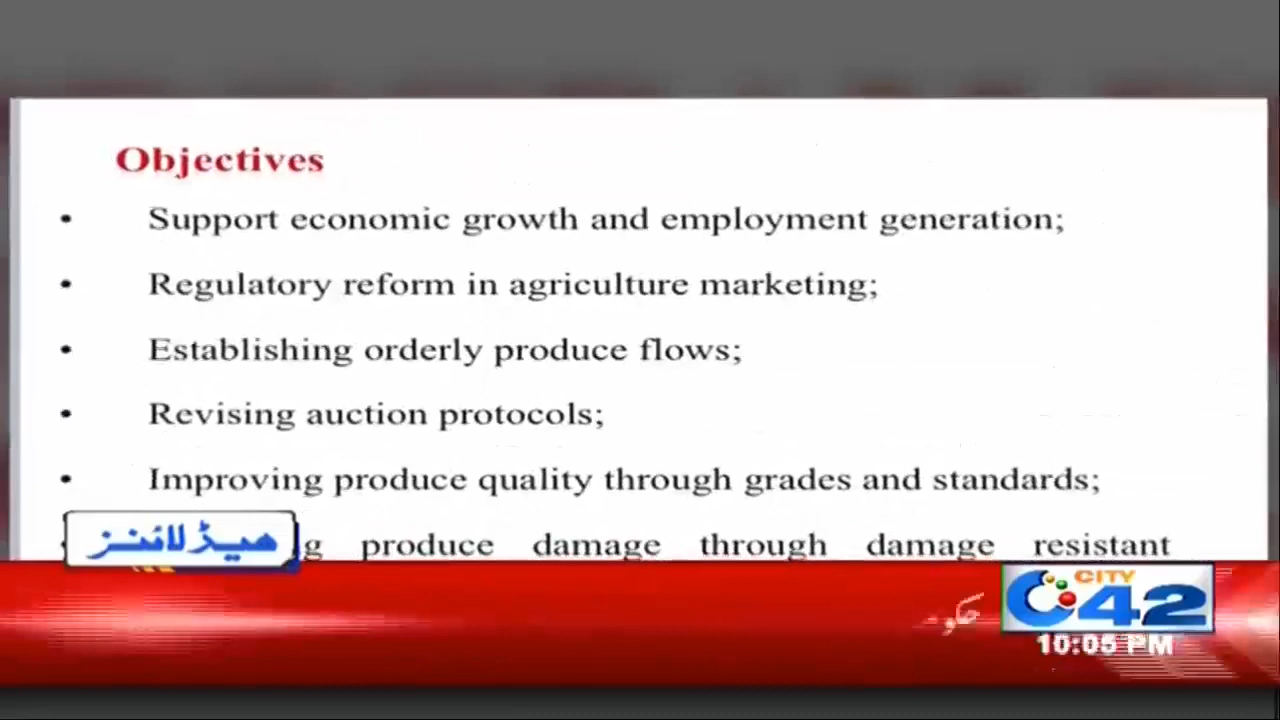 Objectives
• Support economic growth and employment generation;
• Regulatory reform in agriculture marketing;
• Establishing orderly produce flows;
• Revising auction protocols;
• Improving produce quality through grades and standards;
produce damage through damage resistant
ہیڈلائنز
CITY
42
10:05 PM